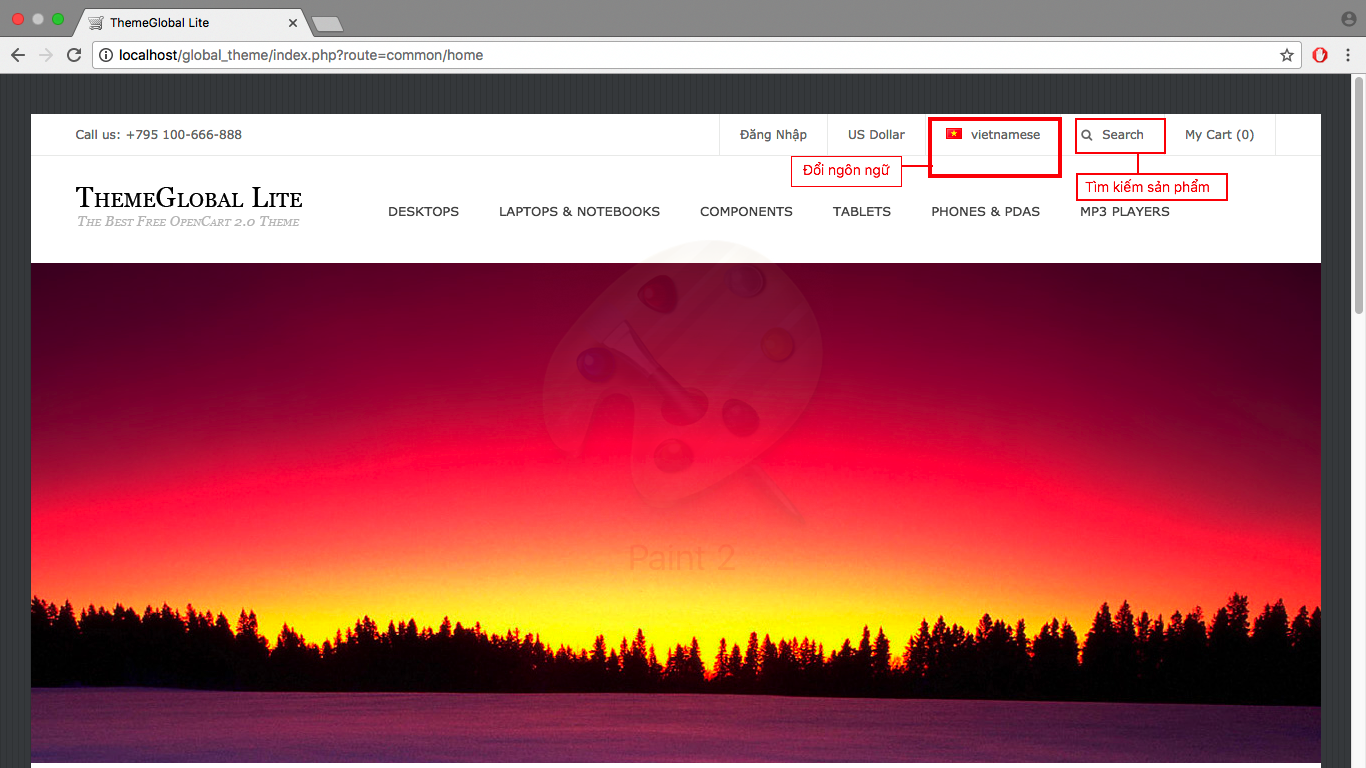 ThemeGlobal Lite
localhost/global_theme/index.php?route=common/home
Call us: +795 100-666-888
Đăng Nhập
US Dollar
vietnamese
Search
My Cart (0)
Đổi ngôn ngữ
Tìm kiếm sản phẩm
ThemeGlobal Lite
The Best Free OpenCart 2.0 Theme
DESKTOPS
LAPTOPS & NOTEBOOKS
COMPONENTS
TABLETS
PHONES & PDAS
MP3 PLAYERS
Paint 2